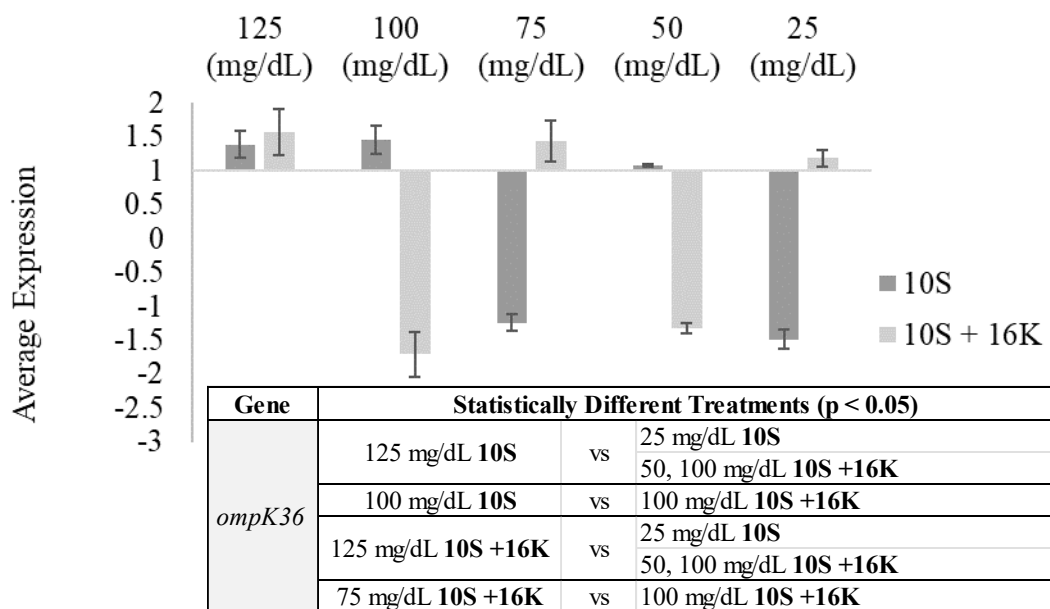 125 100 75 50 25
(mg/dL) (mg/dL) (mg/dL) (mg/dL) (mg/dL)
Average Expression
2
1.5
1
0.5
0
-0.5
-1
-1.5
-2
-2.5
-3
10S
10S + 16K
Gene Statistically Different Treatments (p < 0.05)
ompK36
125 mg/dL 10S vs 25 mg/dL 10S
50, 100 mg/dL 10S +16K
100 mg/dL 10S vs 100 mg/dL 10S +16K
125 mg/dL 10S +16K vs 25 mg/dL 10S
50, 100 mg/dL 10S +16K
75 mg/dL 10S +16K vs 100 mg/dL 10S +16K